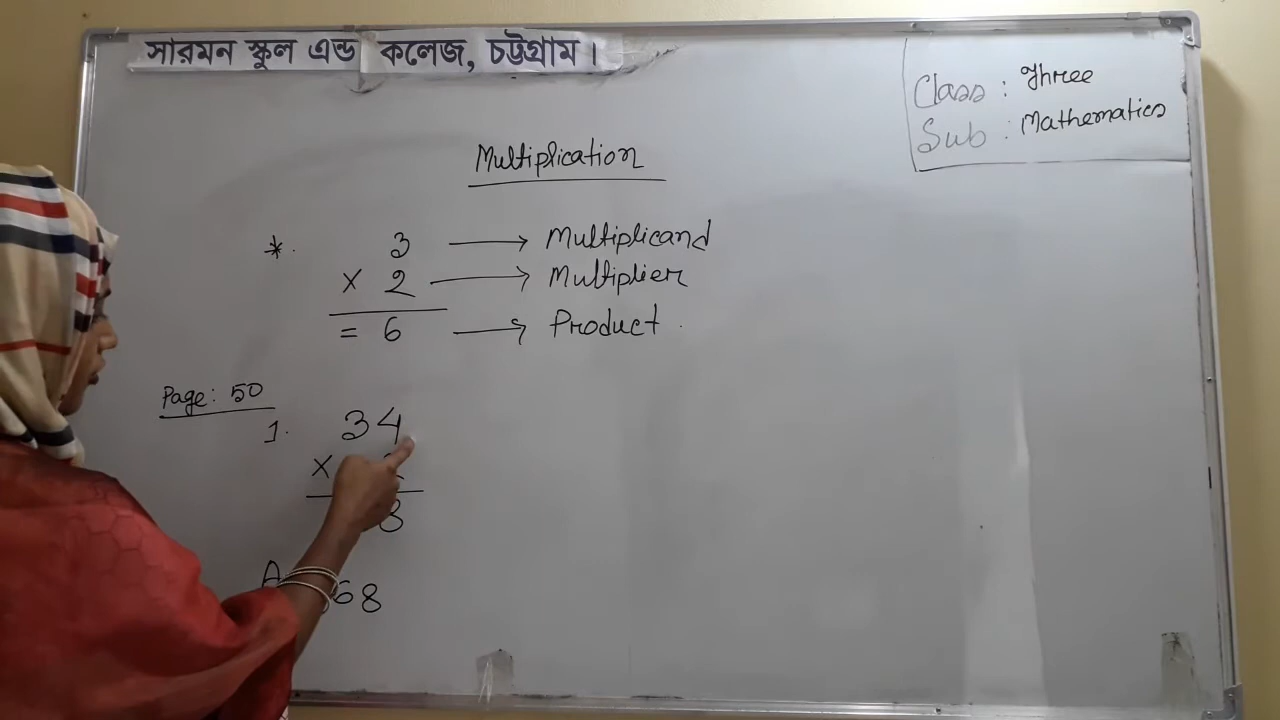 সারমন স্কুল এন্ড কলেজ, চট্টগ্রাম।
Class : Three
Sub : Mathematics
Multiplication
*. 3 → Multiplicand
× 2 → Multiplier
= 6 → Product.
Page: 50
1. 34
×
8
68